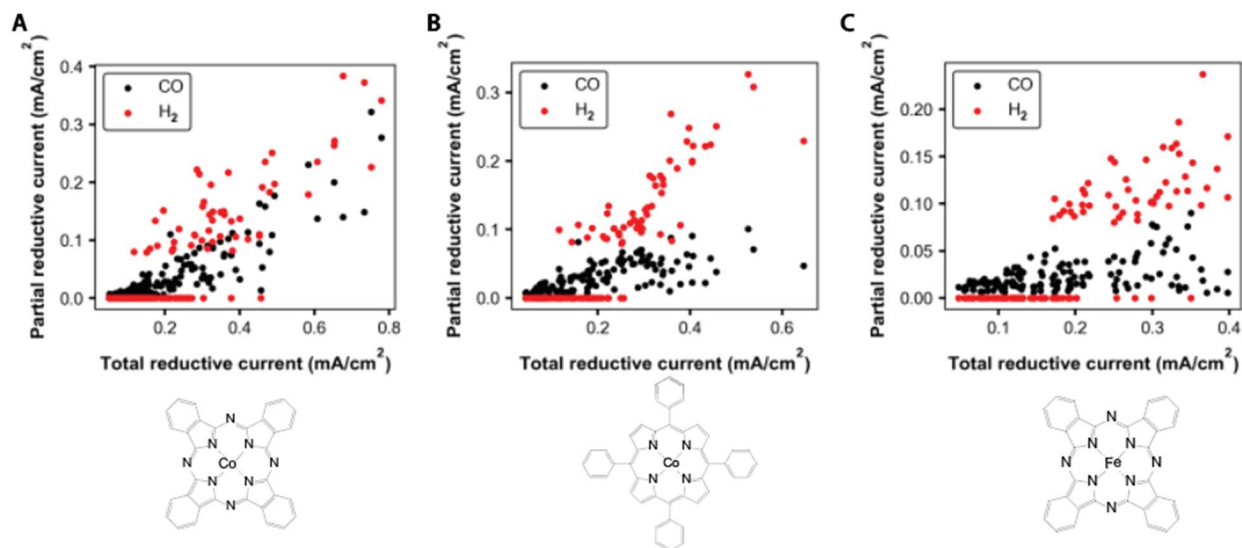 A
Partial reductive current (mA/cm²)
0.4
0.3
0.2
0.1
0.0
CO
H₂
0.2
0.4
0.6
0.8
Total reductive current (mA/cm²)
N
N
N
N
Co
N
N
N
N
B
Partial reductive current (mA/cm²)
0.3
0.2
0.1
0.0
CO
H₂
0.2
0.4
0.6
Total reductive current (mA/cm²)
N
N
Co
N
N
C
Partial reductive current (mA/cm²)
0.20
0.15
0.10
0.05
0.00
CO
H₂
0.1
0.2
0.3
0.4
Total reductive current (mA/cm²)
N
N
N
N
Fe
N
N
N
N